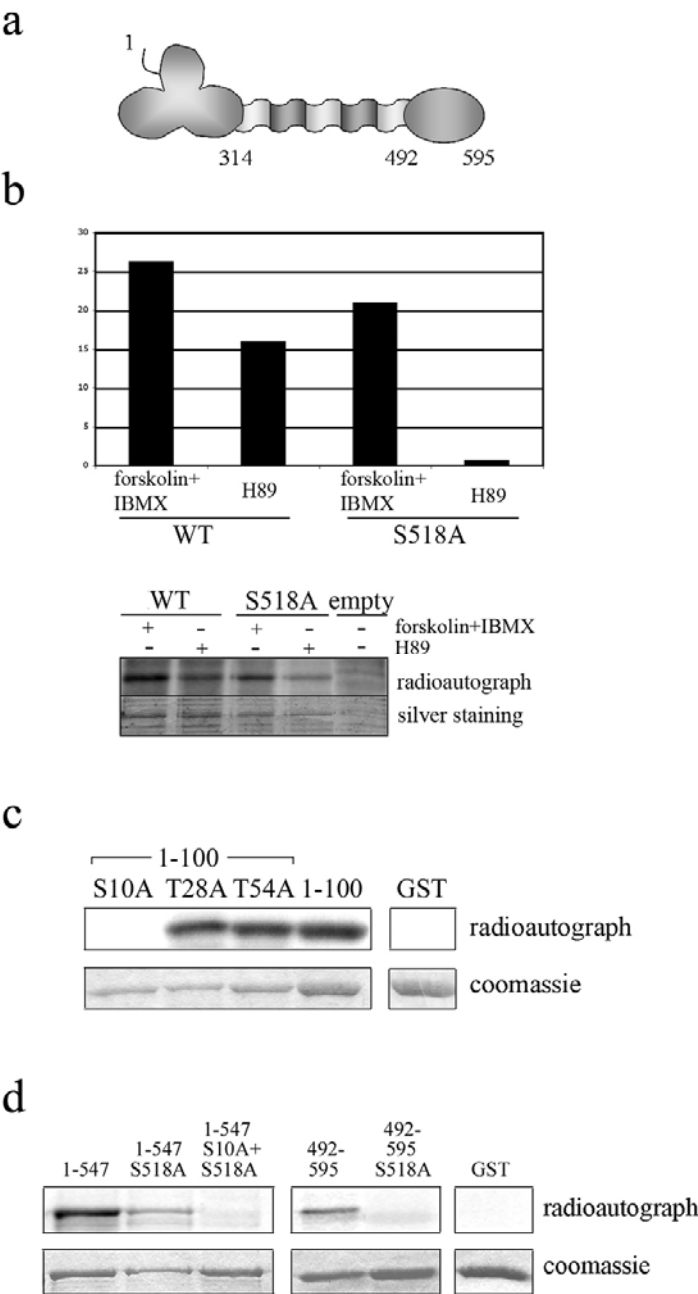 a
1
314 492 595
b
30
25
20
15
10
5
0
forskolin+ IBMX H89 forskolin+ IBMX H89
WT S518A
WT S518A empty
+ - + - - forskolin+IBMX
- + - + - H89
radioautograph
silver staining
c
1-100
S10A T28A T54A 1-100 GST
radioautograph
coomassie
d
1-547
1-547 S518A
1-547 S10A+ S518A
492-595
492-595 S518A
GST
radioautograph
coomassie